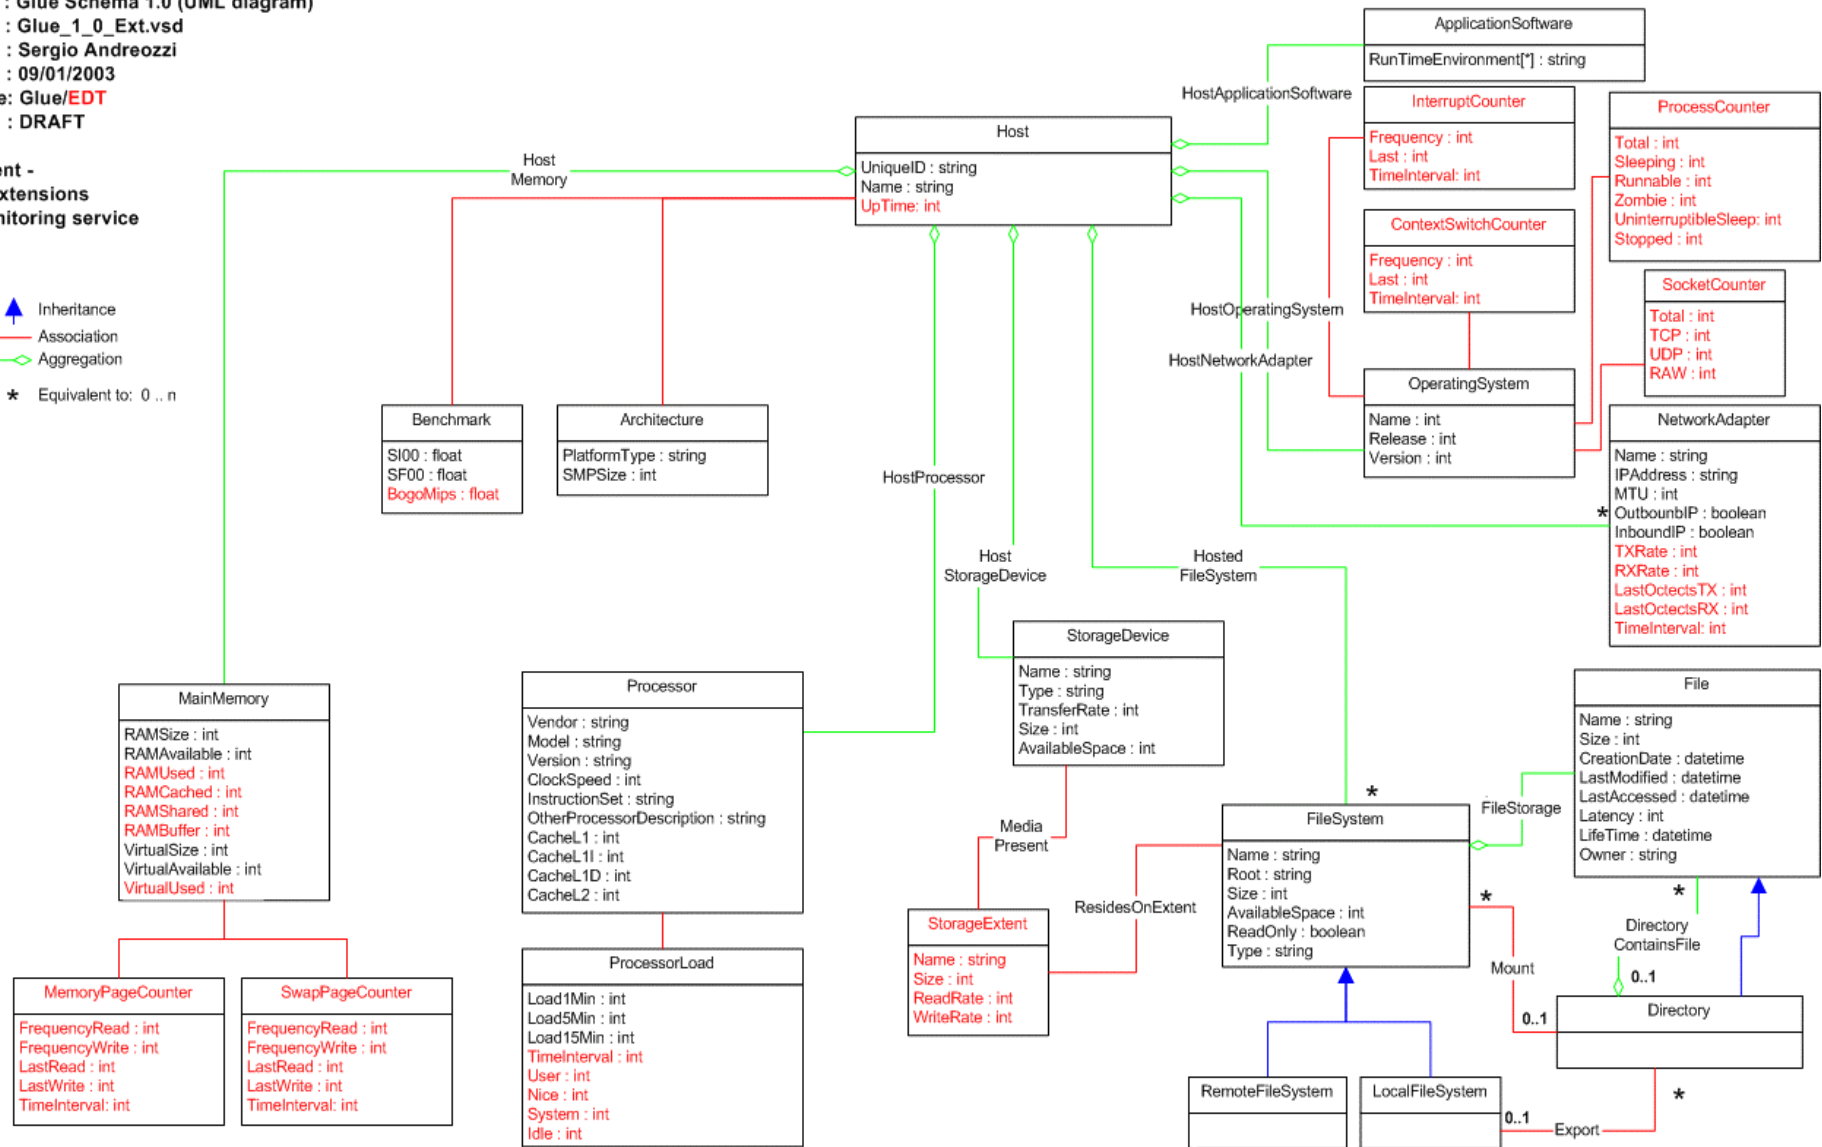 : Glue Schema 1.0 (UML diagram)
: Glue_1_0_Ext.vsd
: Sergio Andreozzi
: 09/01/2003
e: Glue/EDT
: DRAFT
ent -
xtensions
nitoring service
Inheritance
Association
Aggregation
* Equivalent to: 0 .. n
Host
Memory
Host
UniqueID : string
Name : string
UpTime: int
HostApplicationSoftware
ApplicationSoftware
RunTimeEnvironment[*] : string
InterruptCounter
Frequency : int
Last : int
TimeInterval: int
ProcessCounter
Total : int
Sleeping : int
Runnable : int
Zombie : int
UninterruptibleSleep: int
Stopped : int
ContextSwitchCounter
Frequency : int
Last : int
TimeInterval: int
SocketCounter
Total : int
TCP : int
UDP : int
RAW : int
HostOperatingSystem
HostNetworkAdapter
OperatingSystem
Name : int
Release : int
Version : int
NetworkAdapter
Name : string
IPAddress : string
MTU : int
OutbounbIP : boolean
InboundIP : boolean
TXRate : int
RXRate : int
LastOctectsTX : int
LastOctectsRX : int
TimeInterval: int
*
Benchmark
SI00 : float
SF00 : float
BogoMips : float
Architecture
PlatformType : string
SMPSize : int
HostProcessor
Host
StorageDevice
Hosted
FileSystem
StorageDevice
Name : string
Type : string
TransferRate : int
Size : int
AvailableSpace : int
MainMemory
RAMSize : int
RAMAvailable : int
RAMUsed : int
RAMCached : int
RAMShared : int
RAMBuffer : int
VirtualSize : int
VirtualAvailable : int
VirtualUsed : int
Processor
Vendor : string
Model : string
Version : string
ClockSpeed : int
InstructionSet : string
OtherProcessorDescription : string
CacheL1 : int
CacheL1I : int
CacheL1D : int
CacheL2 : int
File
Name : string
Size : int
CreationDate : datetime
LastModified : datetime
LastAccessed : datetime
Latency : int
LifeTime : datetime
Owner : string
FileStorage
*
FileSystem
Name : string
Root : string
Size : int
AvailableSpace : int
ReadOnly : boolean
Type : string
Media
Present
ResidesOnExtent
StorageExtent
Name : string
Size : int
ReadRate : int
WriteRate : int
*
Mount
0..1
*
Directory
ContainsFile
0..1
Directory
MemoryPageCounter
FrequencyRead : int
FrequencyWrite : int
LastRead : int
LastWrite : int
TimeInterval: int
SwapPageCounter
FrequencyRead : int
FrequencyWrite : int
LastRead : int
LastWrite : int
TimeInterval: int
ProcessorLoad
Load1Min : int
Load5Min : int
Load15Min : int
TimeInterval : int
User : int
Nice : int
System : int
Idle : int
RemoteFileSystem
LocalFileSystem
0..1
Export
*